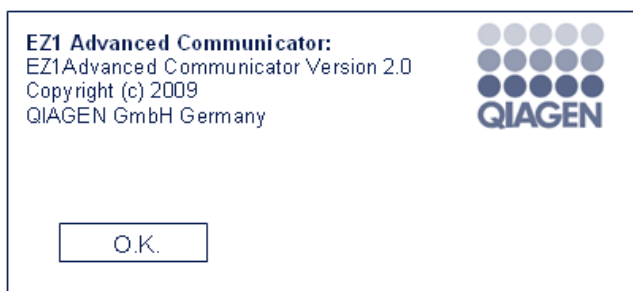 EZ1 Advanced Communicator:
EZ1Advanced Communicator Version 2.0
Copyright (c) 2009
QIAGEN GmbH Germany
QIAGEN
O.K.